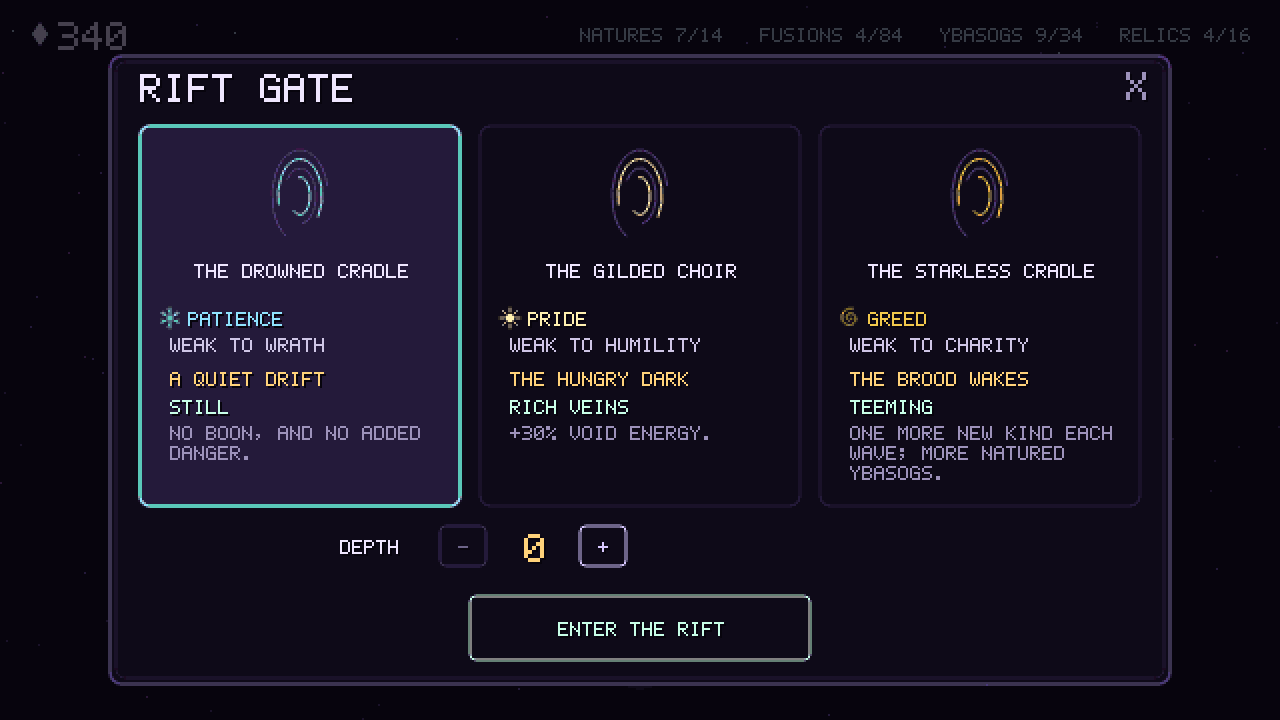 340
NATURES 7/14 FUSIONS 4/84 YBASOGS 9/34 RELICS 4/16
RIFT GATE
X
THE DROWNED CRADLE
PATIENCE
WEAK TO WRATH
A QUIET DRIFT
STILL
NO BOON, AND NO ADDED
DANGER.
THE GILDED CHOIR
PRIDE
WEAK TO HUMILITY
THE HUNGRY DARK
RICH VEINS
+30% VOID ENERGY.
THE STARLESS CRADLE
GREED
WEAK TO CHARITY
THE BROOD WAKES
TEEMING
ONE MORE NEW KIND EACH
WAVE; MORE NATURED
YBASOGS.
DEPTH - 0 +
ENTER THE RIFT